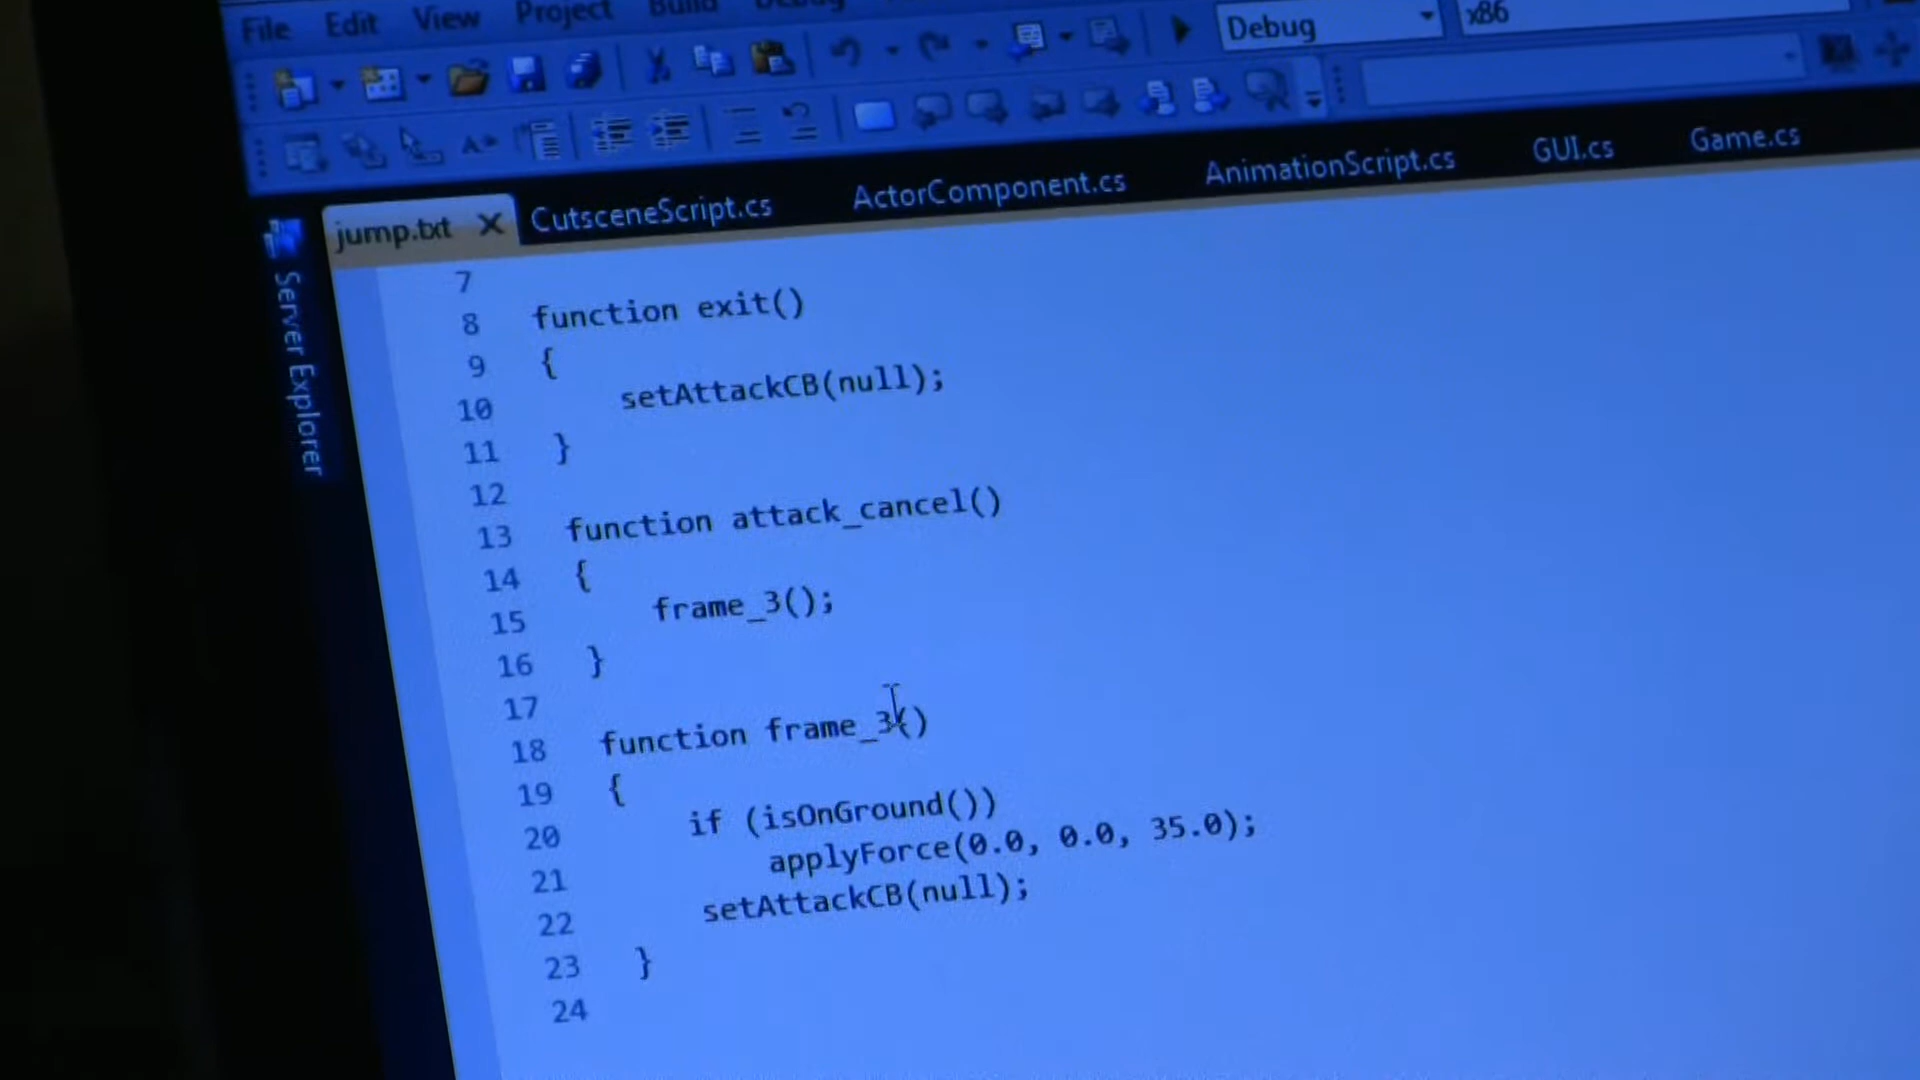 File Edit View Project Build Debug
Debug x86
jump.txt CutsceneScript.cs ActorComponent.cs AnimationScript.cs GUI.cs Game.cs
Server Explorer
7
8 function exit()
9 {
10 setAttackCB(null);
11 }
12
13 function attack_cancel()
14 {
15 frame_3();
16 }
17
18 function frame_3()
19 {
20 if (isOnGround())
21 applyForce(0.0, 0.0, 35.0);
22 setAttackCB(null);
23 }
24